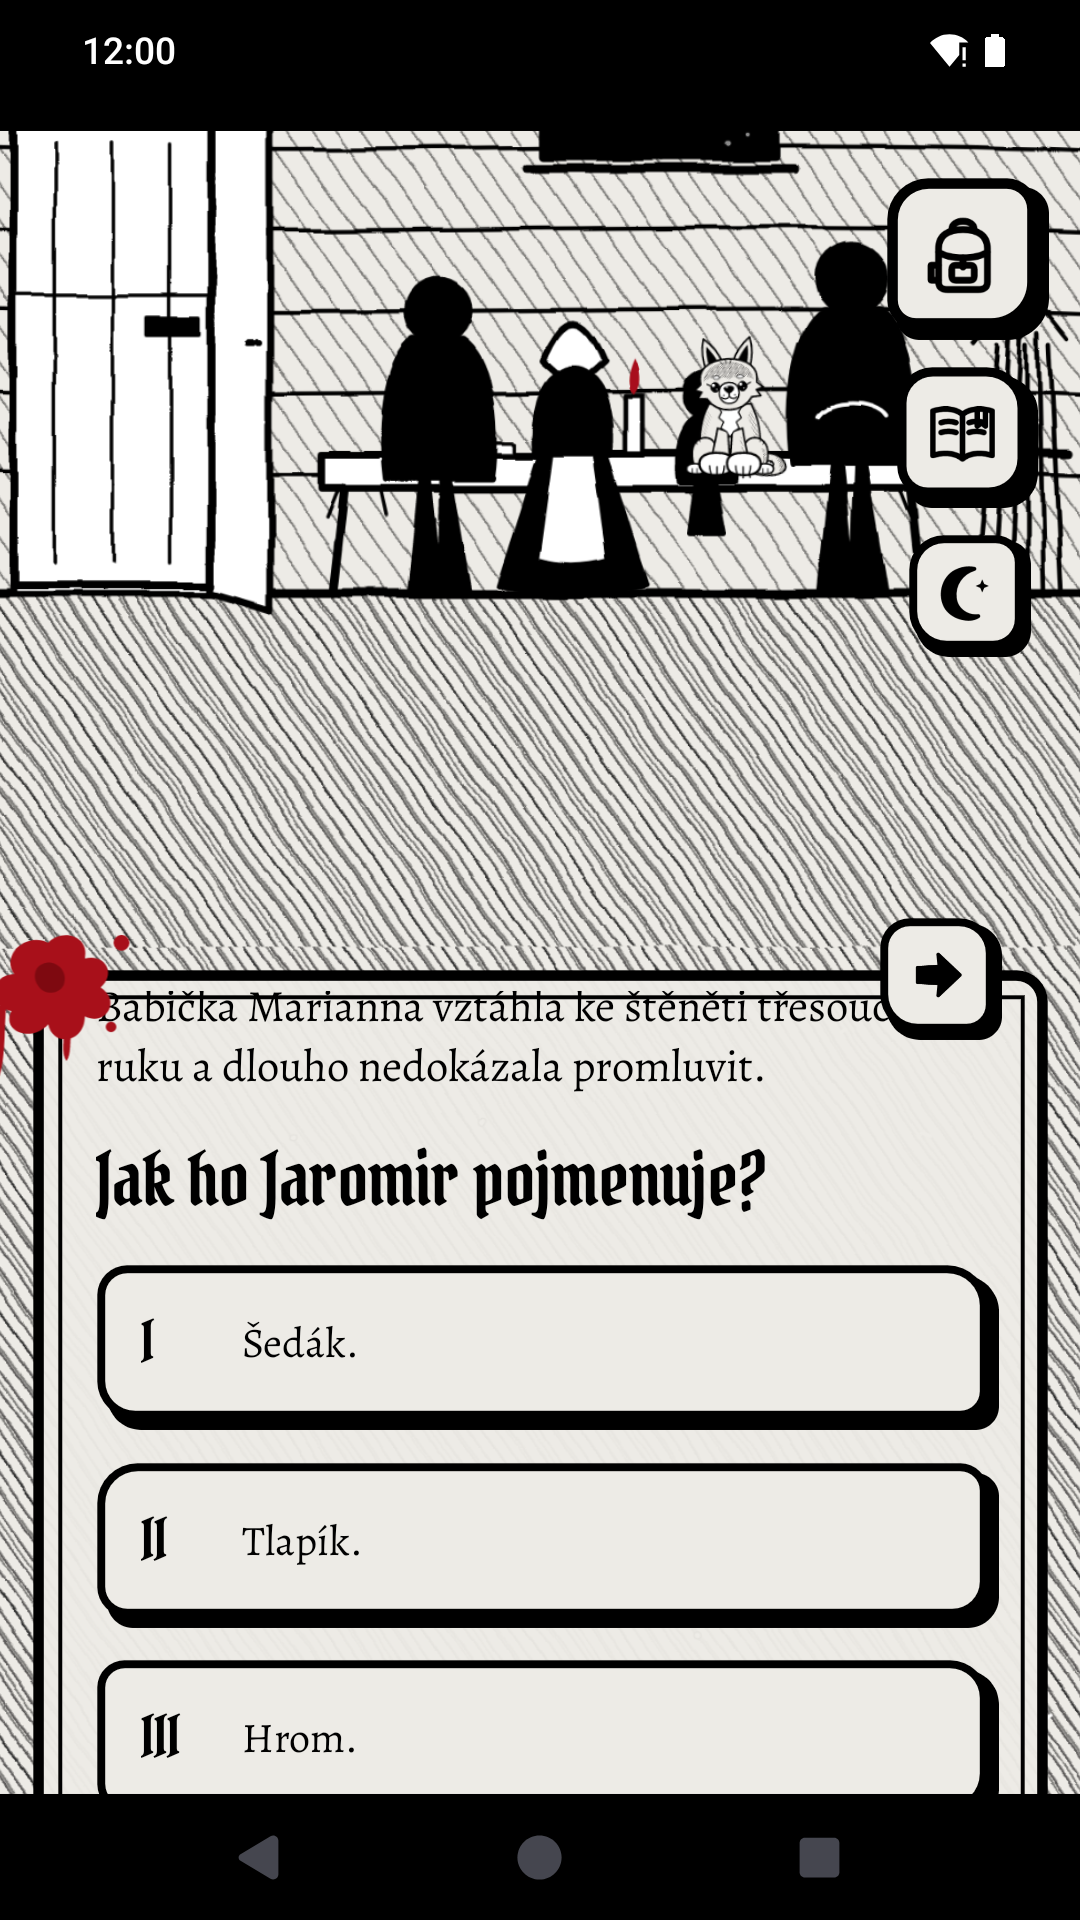 12:00
Babička Marianna vztáhla ke štěněti
ruku a dlouho nedokázala promluvit.
Jak ho Jaromir pojmenuje?
I Šedák.
II Tlapík.
III Hrom.